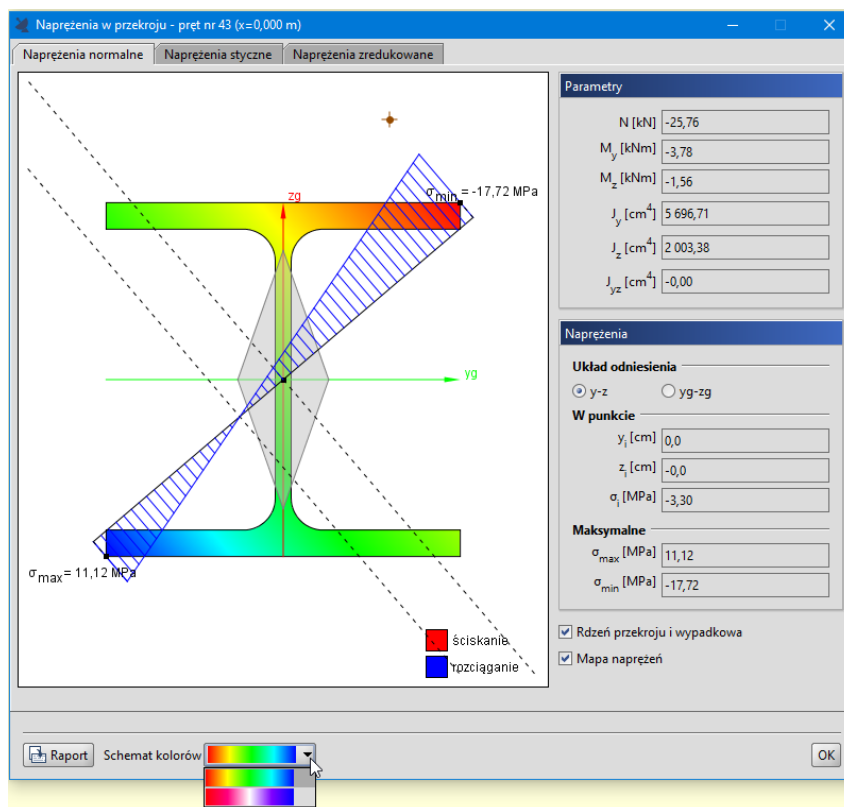 Naprężenia w przekroju - pręt nr 43 (x=0,000 m)
Naprężenia normalne Naprężenia styczne Naprężenia zredukowane
zg
σmin = -17,72 MPa
yg
σmax = 11,12 MPa
ściskanie
rozciąganie
Parametry
N [kN] -25,76
My [kNm] -3,78
Mz [kNm] -1,56
Jy [cm4] 5 696,71
Jz [cm4] 2 003,38
Jyz [cm4] -0,00
Naprężenia
Układ odniesienia
y-z yg-zg
W punkcie
yi [cm] 0,0
zi [cm] -0,0
σi [MPa] -3,30
Maksymalne
σmax [MPa] 11,12
σmin [MPa] -17,72
Rdzeń przekroju i wypadkowa
Mapa naprężeń
Raport Schemat kolorów OK